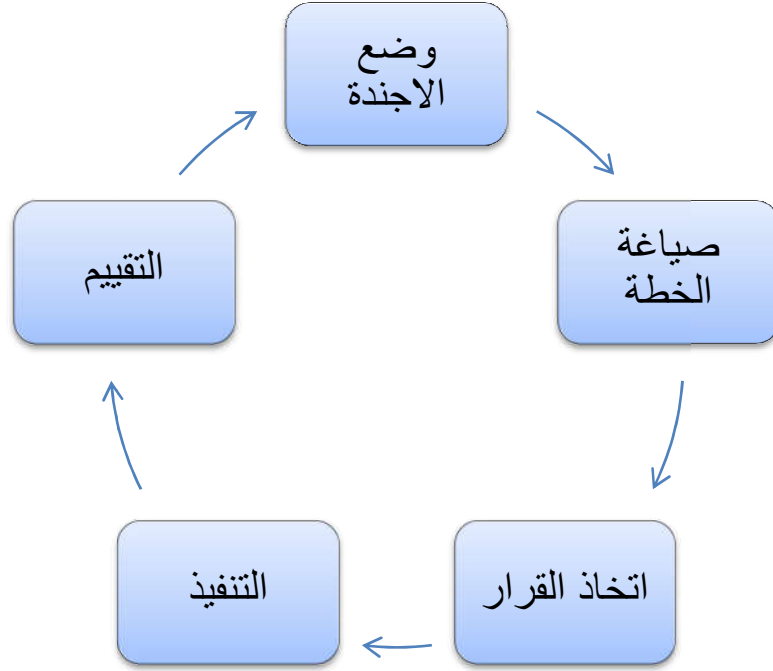 وضع
الاجندة
صياغة
الخطة
اتخاذ القرار
التنفيذ
التقييم